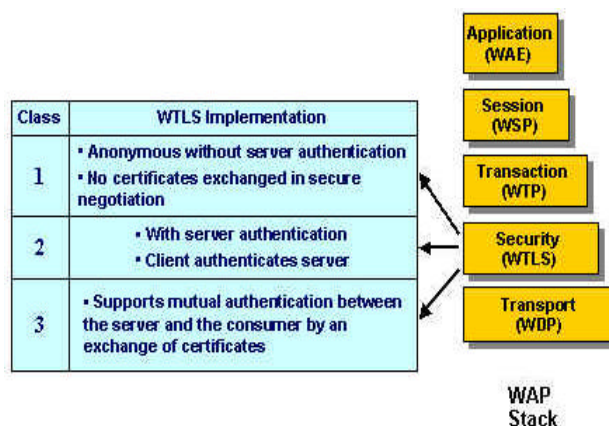 Class
WTLS Implementation
1
▪ Anonymous without server authentication
▪ No certificates exchanged in secure
negotiation
2
▪ With server authentication
▪ Client authenticates server
3
▪ Supports mutual authentication between
the server and the consumer by an
exchange of certificates
Application
(WAE)
Session
(WSP)
Transaction
(WTP)
Security
(WTLS)
Transport
(WDP)
WAP
Stack